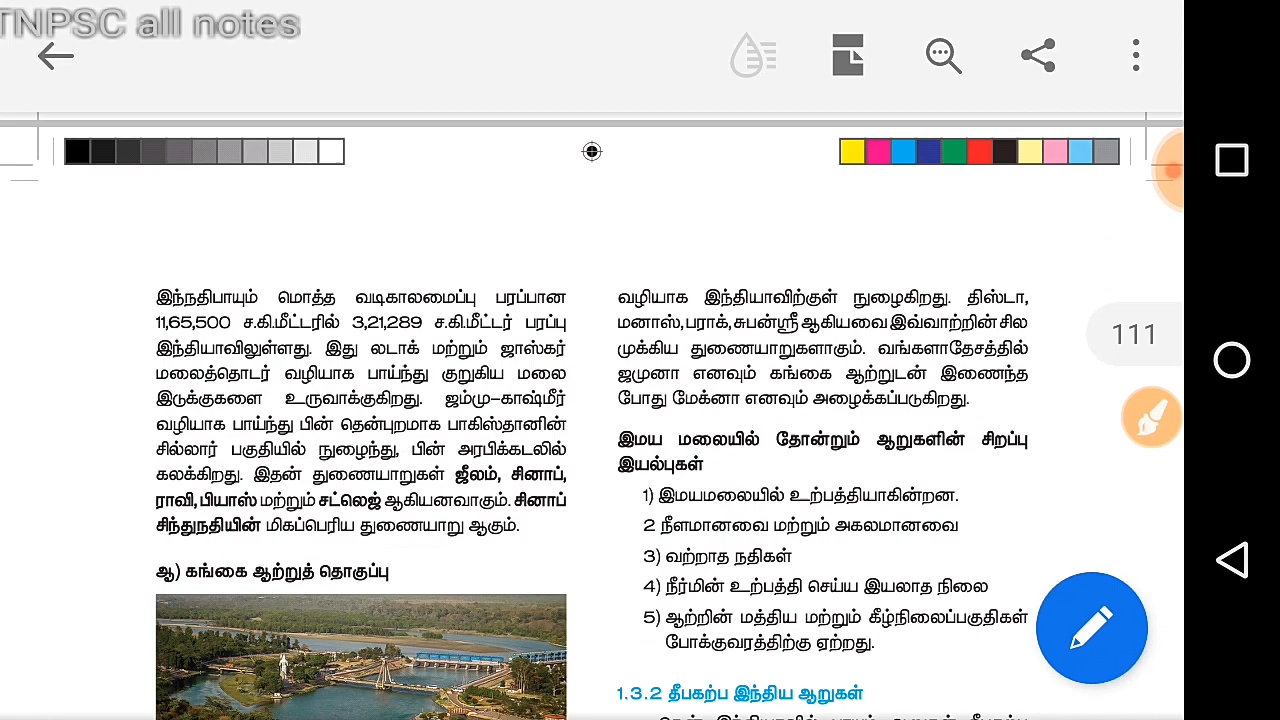 TNPSC all notes
111
இந்நதிபாயும் மொத்த வடிகாலமைப்பு பரப்பான
11,65,500 ச.கி.மீட்டரில் 3,21,289 ச.கி.மீட்டர் பரப்பு
இந்தியாவிலுள்ளது. இது லடாக் மற்றும் ஜாஸ்கர்
மலைத்தொடர் வழியாக பாய்ந்து குறுகிய மலை
இடுக்குகளை உருவாக்குகிறது. ஜம்மு–காஷ்மீர்
வழியாக பாய்ந்து பின் தென்புறமாக பாகிஸ்தானின்
சில்லார் பகுதியில் நுழைந்து, பின் அரபிக்கடலில்
கலக்கிறது. இதன் துணையாறுகள் ஜீலம், சினாப்,
ராவி, பியாஸ் மற்றும் சட்லெஜ் ஆகியனவாகும். சினாப்
சிந்துநதியின் மிகப்பெரிய துணையாறு ஆகும்.
ஆ) கங்கை ஆற்றுத் தொகுப்பு
வழியாக இந்தியாவிற்குள் நுழைகிறது. திஸ்டா,
மனாஸ், பராக், சுபன்ஸ்ரீ ஆகியவை இவ்வாற்றின் சில
முக்கிய துணையாறுகளாகும். வங்களாதேசத்தில்
ஜமுனா எனவும் கங்கை ஆற்றுடன் இணைந்த
போது மேக்னா எனவும் அழைக்கப்படுகிறது.
இமய மலையில் தோன்றும் ஆறுகளின் சிறப்பு
இயல்புகள்
1) இமயமலையில் உற்பத்தியாகின்றன.
2 நீளமானவை மற்றும் அகலமானவை
3) வற்றாத நதிகள்
4) நீர்மின் உற்பத்தி செய்ய இயலாத நிலை
5) ஆற்றின் மத்திய மற்றும் கீழ்நிலைப்பகுதிகள்
போக்குவரத்திற்கு ஏற்றது.
1.3.2 தீபகற்ப இந்திய ஆறுகள்